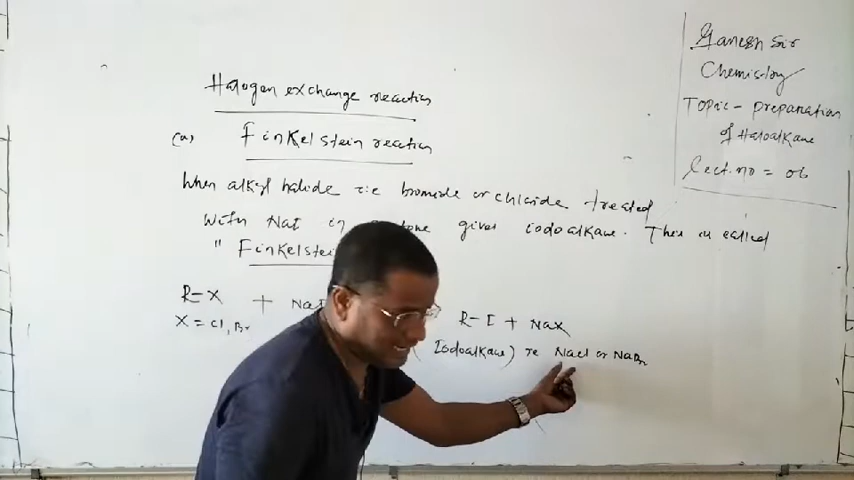 Halogen exchange reaction
(a) Finkelstein reaction
When alkyl halide i.e bromide or chloride treated
with NaI in gives iodoalkane. This is called
" Finkelstein
R-X + Na R-I + NaX
X = Cl, Br (Iodoalkane) ie NaCl or NaBr
Ganesh Sir
Chemistry
Topic - preparation
of Haloalkane
lect.no = 06